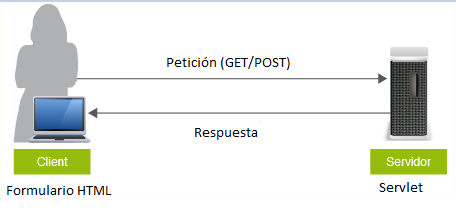 Petición (GET/POST)
Respuesta
Client
Servidor
Formulario HTML
Servlet